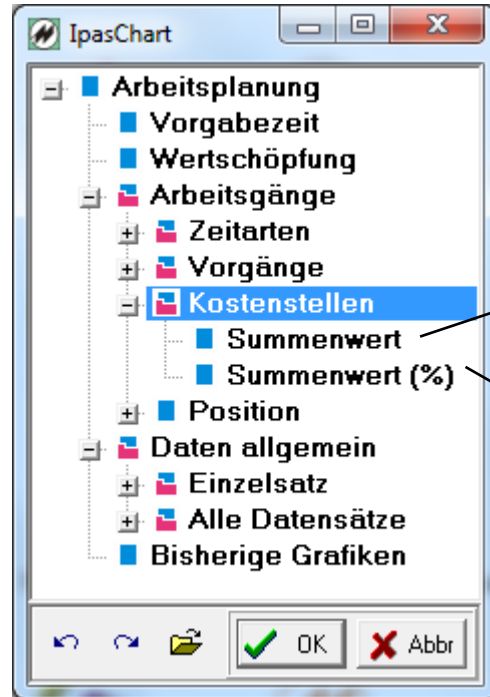 IpasChart
Arbeitsplanung
Vorgabezeit
Wertschöpfung
Arbeitsgänge
Zeitarten
Vorgänge
Kostenstellen
Summenwert
Summenwert (%)
Position
Daten allgemein
Einzelsatz
Alle Datensätze
Bisherige Grafiken
OK Abbr